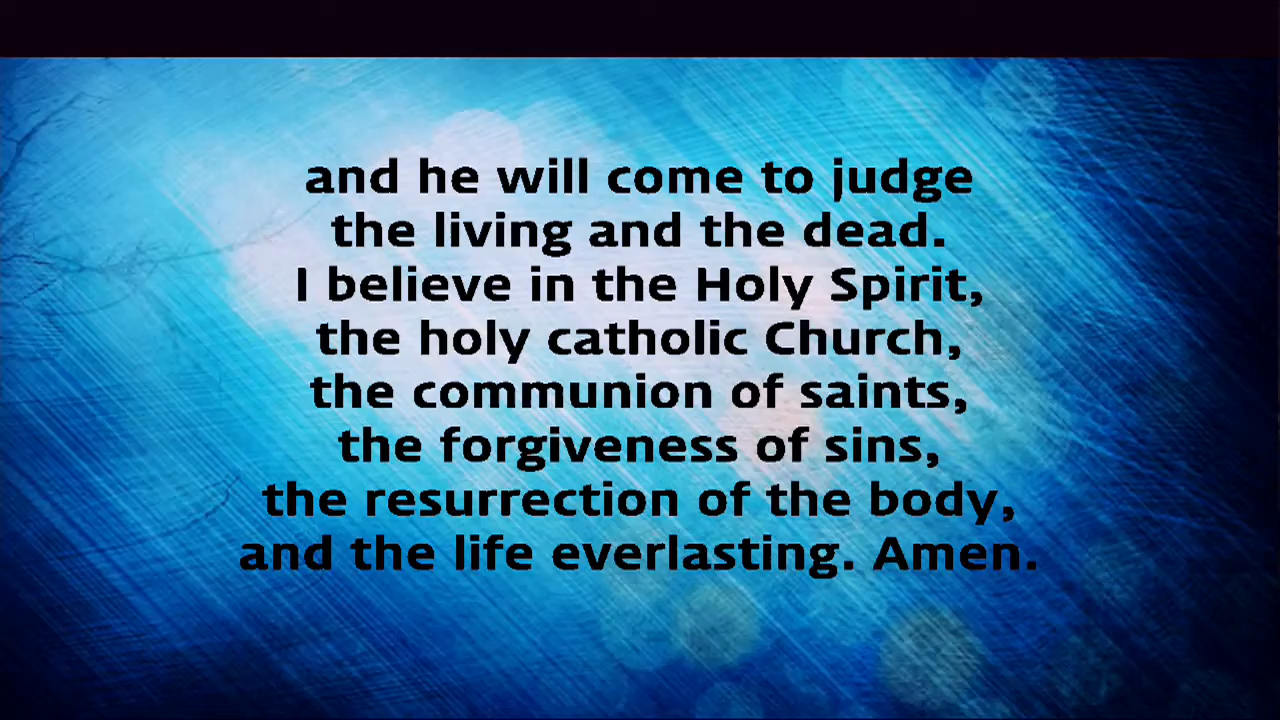 and he will come to judge
the living and the dead.
I believe in the Holy Spirit,
the holy catholic Church,
the communion of saints,
the forgiveness of sins,
the resurrection of the body,
and the life everlasting. Amen.